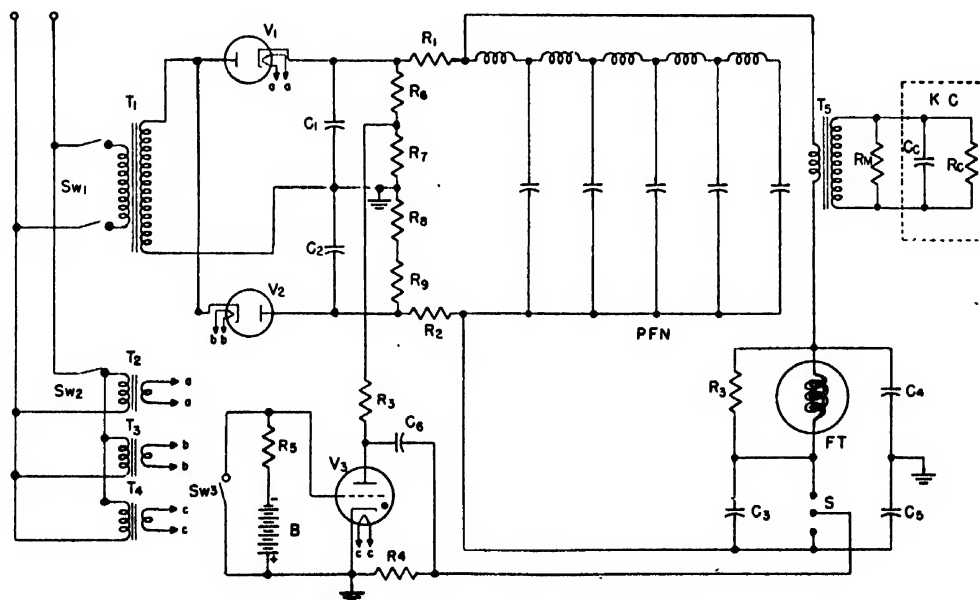 V1
R1
T1
a a
R6
T5
K C
C1
R7
Cc
RM
Rc
Sw1
R8
C2
V2
R9
b b
R2
PFN
T2
a
Sw2
a
R3
R3
C4
T3
b
C6
FT
b
R5
V3
T4
Sw3
S
c
C3
C5
c
B
-
+
c c
R4